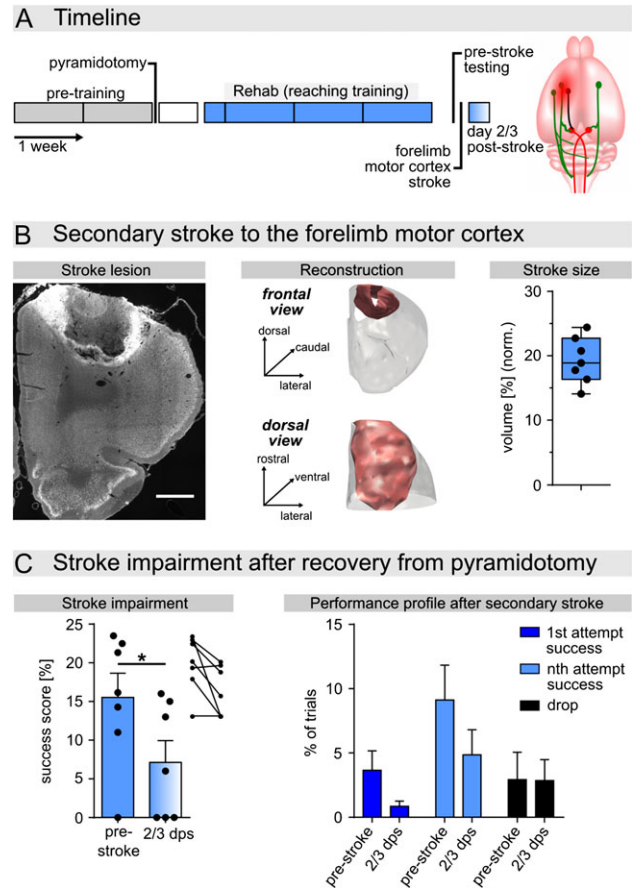 A Timeline
pyramidotomy
pre-training
Rehab (reaching training)
pre-stroke
testing
1 week
forelimb
motor cortex
stroke
day 2/3
post-stroke
B Secondary stroke to the forelimb motor cortex
Stroke lesion
Reconstruction
frontal
view
dorsal
caudal
lateral
dorsal
view
rostral
ventral
lateral
Stroke size
volume [%] (norm.)
30
20
10
0
C Stroke impairment after recovery from pyramidotomy
Stroke impairment
success score [%]
25
20
15
10
5
0
*
pre-
stroke
2/3 dps
Performance profile after secondary stroke
% of trials
15
10
5
0
1st attempt
success
nth attempt
success
drop
pre-stroke
2/3 dps
pre-stroke
2/3 dps
pre-stroke
2/3 dps